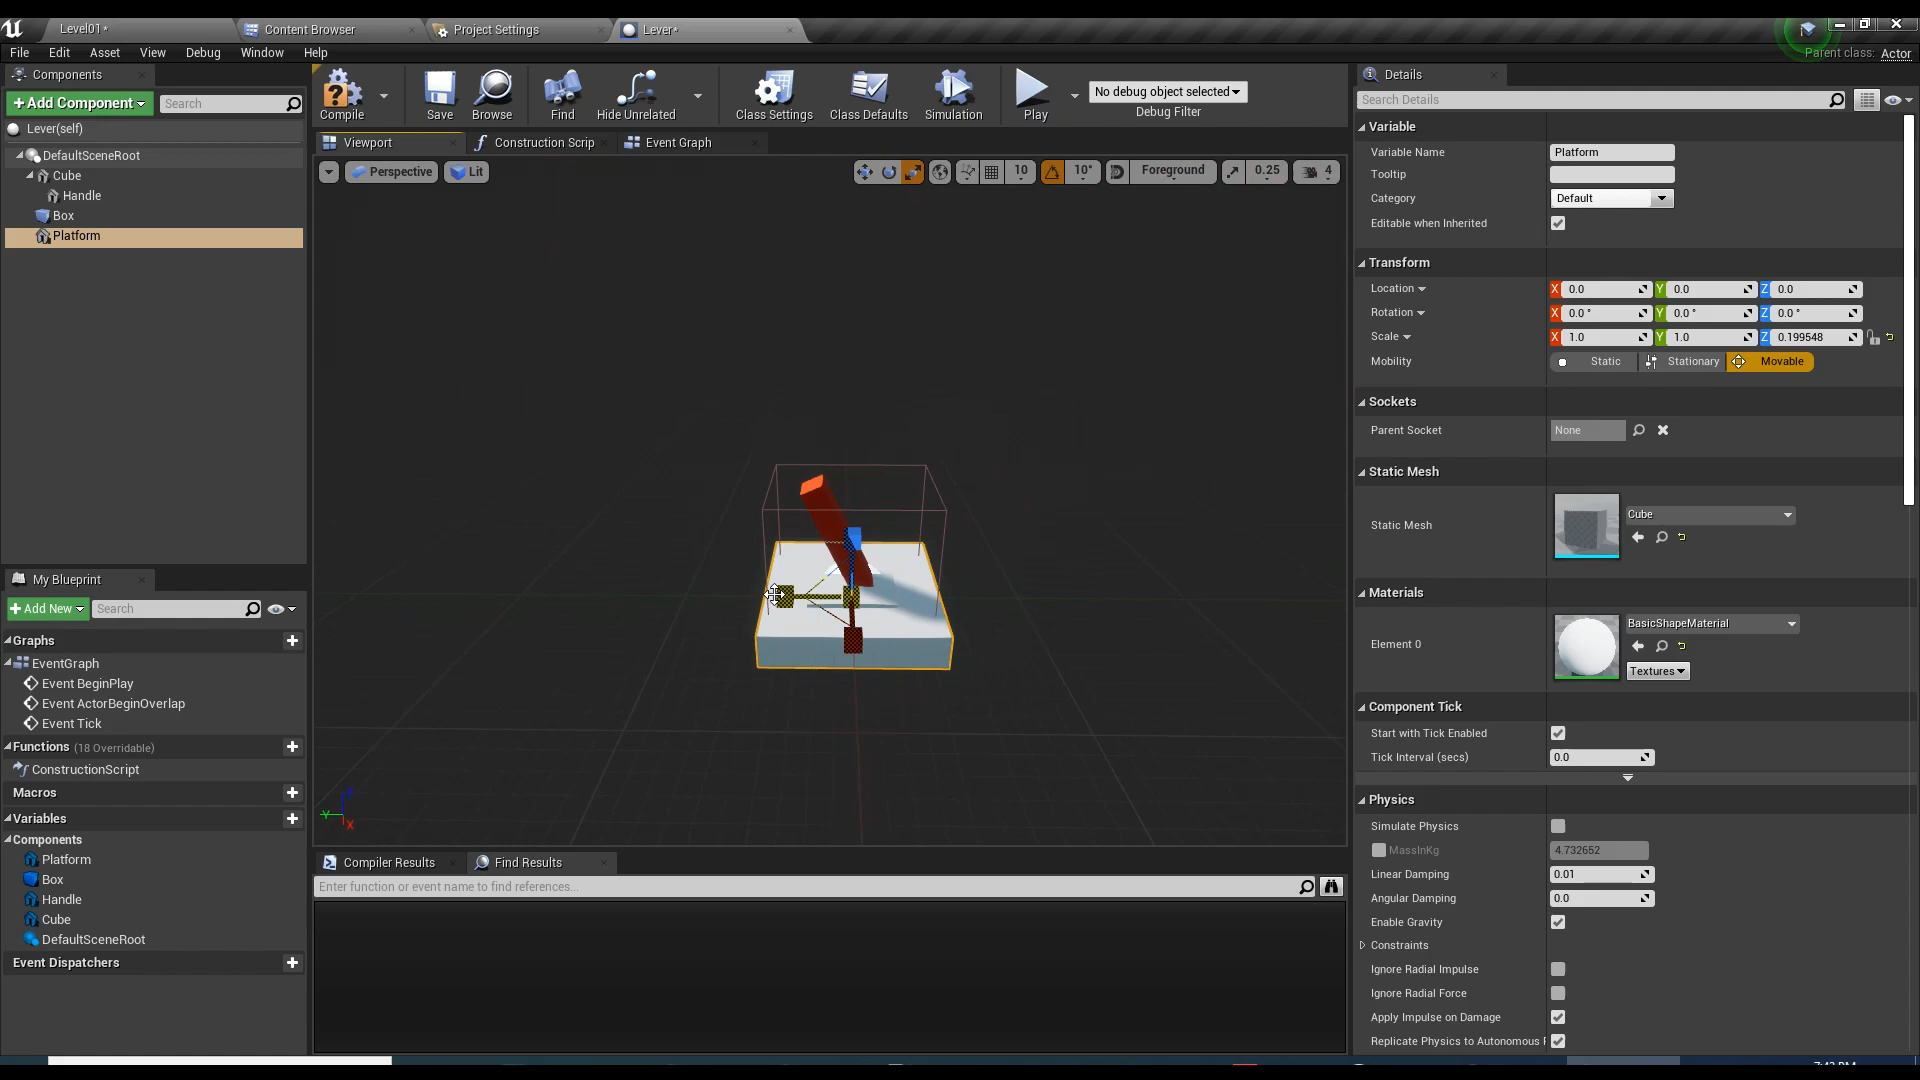 Level01*
Content Browser
Project Settings
Lever*
File Edit Asset View Debug Window Help
Parent class: Actor
Components
+Add Component
Search
Lever(self)
DefaultSceneRoot
Cube
Handle
Box
Platform
Compile
Save
Browse
Find
Hide Unrelated
Class Settings
Class Defaults
Simulation
Play
No debug object selected
Debug Filter
Viewport
Construction Scrip
Event Graph
Perspective
Lit
10
10°
Foreground
0.25
4
My Blueprint
+Add New
Search
Graphs
EventGraph
Event BeginPlay
Event ActorBeginOverlap
Event Tick
Functions (18 Overridable)
ConstructionScript
Macros
Variables
Components
Platform
Box
Handle
Cube
DefaultSceneRoot
Event Dispatchers
Compiler Results
Find Results
Enter function or event name to find references...
Details
Search Details
Variable
Variable Name Platform
Tooltip
Category Default
Editable when Inherited
Transform
Location X 0.0 Y 0.0 Z 0.0
Rotation X 0.0 ° Y 0.0 ° Z 0.0 °
Scale X 1.0 Y 1.0 Z 0.199548
Mobility Static Stationary Movable
Sockets
Parent Socket None
Static Mesh
Static Mesh Cube
Materials
Element 0 BasicShapeMaterial
Textures
Component Tick
Start with Tick Enabled
Tick Interval (secs) 0.0
Physics
Simulate Physics
MassInKg 4.732652
Linear Damping 0.01
Angular Damping 0.0
Enable Gravity
Constraints
Ignore Radial Impulse
Ignore Radial Force
Apply Impulse on Damage
Replicate Physics to Autonomous